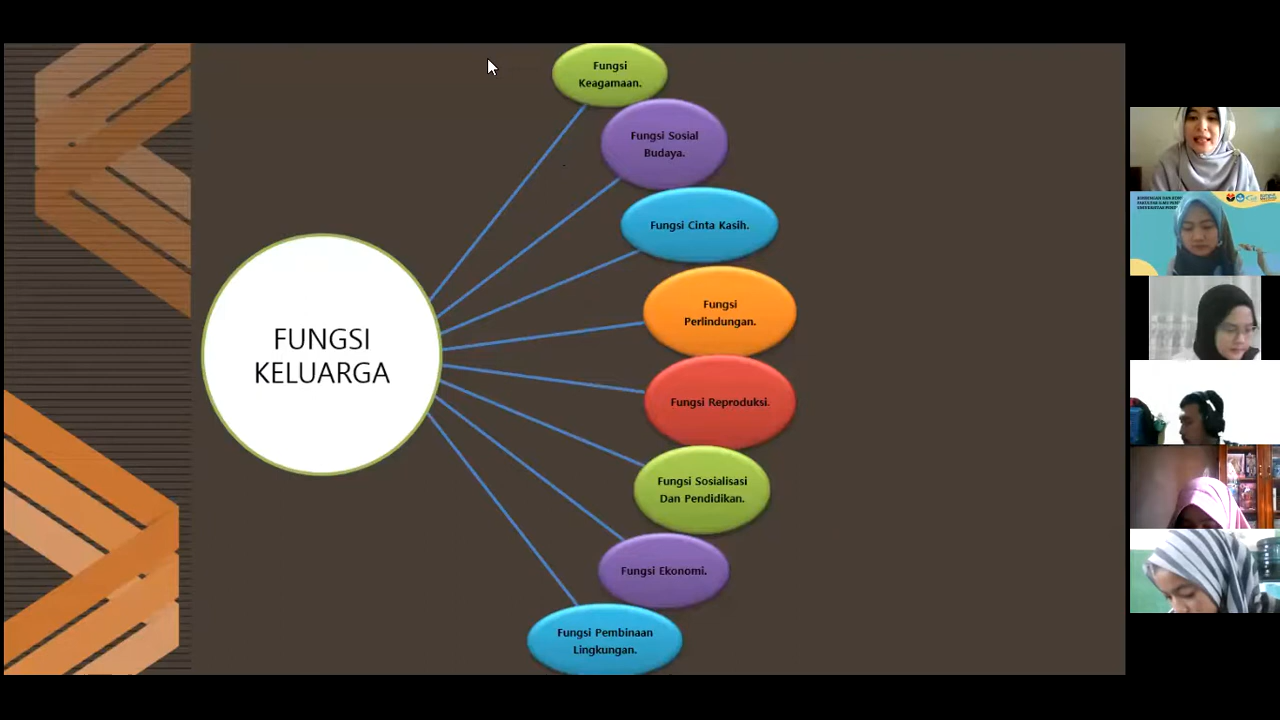 Fungsi
Keagamaan.
Fungsi Sosial
Budaya.
Fungsi Cinta Kasih.
Fungsi
Perlindungan.
FUNGSI
KELUARGA
Fungsi Reproduksi.
Fungsi Sosialisasi
Dan Pendidikan.
Fungsi Ekonomi.
Fungsi Pembinaan
Lingkungan.